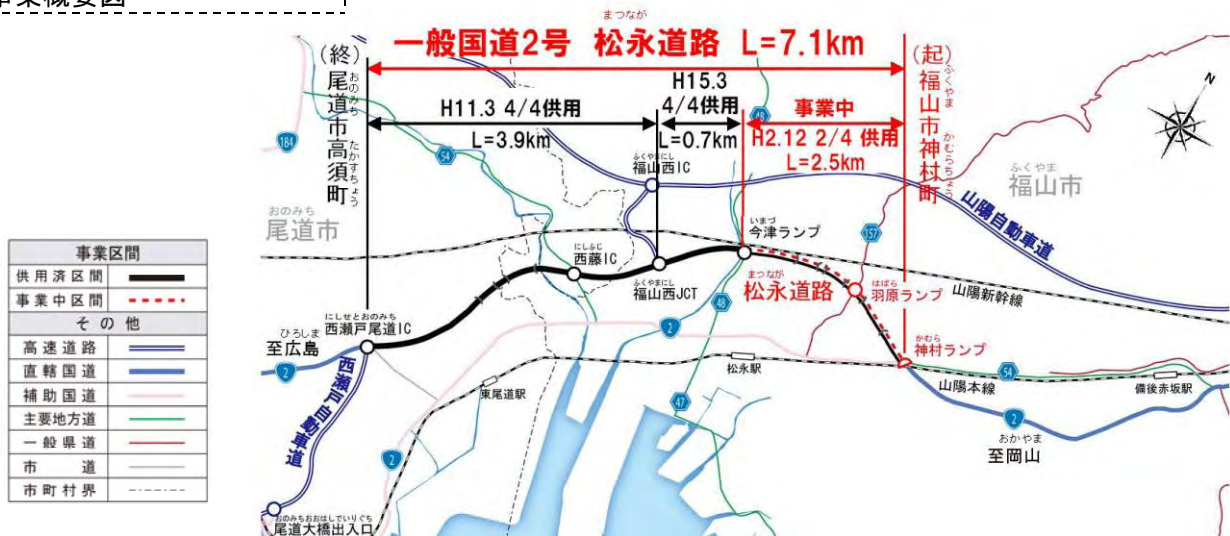 事業概要図
一般国道2号 松永道路 L=7.1km
まつなが
(終)
尾道市高須町
おのみち
たかすちょう
H11.3 4/4供用
L=3.9km
H15.3
4/4供用
L=0.7km
事業中
H2.12 2/4 供用
L=2.5km
(起)
福山市神村町
ふくやま
かむらちょう
N
184
54
48
157
ふくやま
福山市
おのみち
尾道市
ふくやまにし
福山西IC
山陽自動車道
いまづ
今津ランプ
にしふじ
西藤IC
ふくやまにし
福山西JCT
まつなが
松永道路
48
はばら
羽原ランプ
山陽新幹線
にしせとおのみち
西瀬戸尾道IC
ひろしま
至広島
2
2
かむら
神村ランプ
西瀬戸自動車道
松永駅
54
東尾道駅
山陽本線
備後赤坂駅
47
2
おかやま
至岡山
2
おのみちおおはしでいりぐち
尾道大橋出入口
事業区間
供用済区間
事業中区間
その他
高速道路
直轄国道
補助国道
主要地方道
一般県道
市道
市町村界